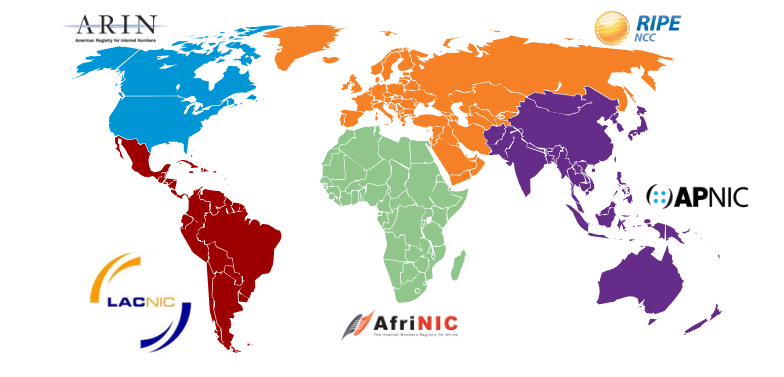 ARIN
American Registry for Internet Numbers
RIPE
NCC
APNIC
LACNIC
AfriNIC
The Internet Numbers Registry for Africa